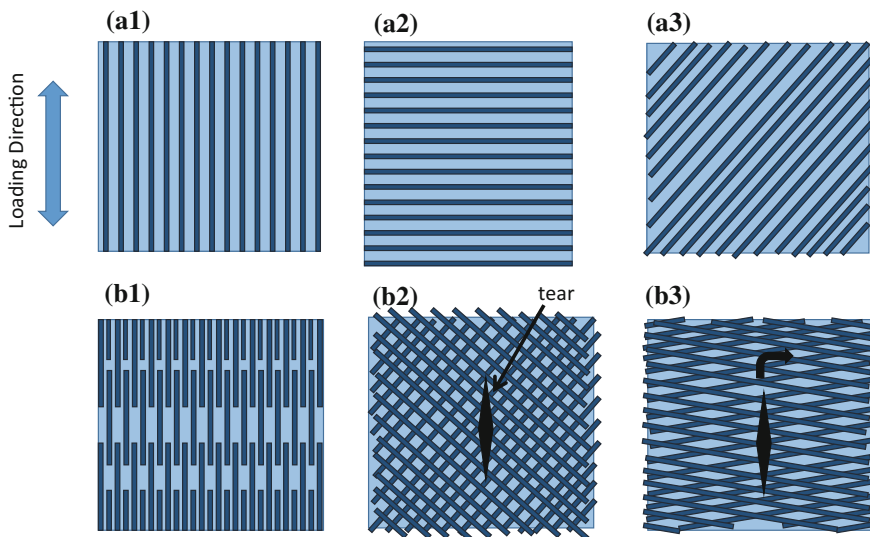 (a1)
(a2)
(a3)
Loading Direction
(b1)
(b2)
tear
(b3)